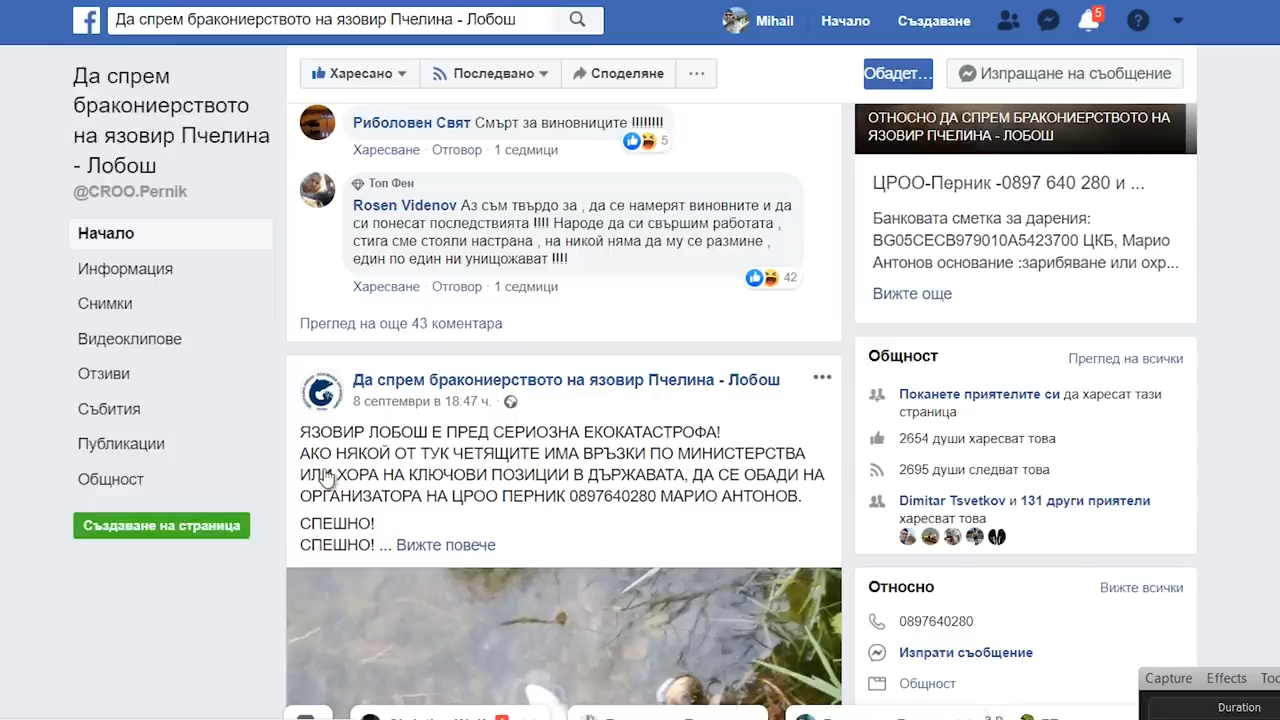 Да спрем бракониерството на язовир Пчелина - Лобош
Mihail
Начало
Създаване
5
Да спрем
бракониерството
на язовир Пчелина
- Лобош
@CROO.Pernik
Начало
Информация
Снимки
Видеоклипове
Отзиви
Събития
Публикации
Общност
Създаване на страница
Харесано
Последвано
Споделяне
Обадет...
Изпращане на съобщение
Риболовен Свят Смърт за виновниците !!!!!!!!
5
Харесване · Отговор · 1 седмици
Топ Фен
Rosen Videnov Аз съм твърдо за , да се намерят виновните и да
си понесат последствията !!!! Народе да си свършим работата ,
стига сме стояли настрана , на никой няма да му се размине ,
един по един ни унищожават !!!!
42
Харесване · Отговор · 1 седмици
Преглед на още 43 коментара
Да спрем бракониерството на язовир Пчелина - Лобош
8 септември в 18:47 ч. ·
ЯЗОВИР ЛОБОШ Е ПРЕД СЕРИОЗНА ЕКОКАТАСТРОФА!
АКО НЯКОЙ ОТ ТУК ЧЕТЯЩИТЕ ИМА ВРЪЗКИ ПО МИНИСТЕРСТВА
ИЛИ ХОРА НА КЛЮЧОВИ ПОЗИЦИИ В ДЪРЖАВАТА, ДА СЕ ОБАДИ НА
ОРГАНИЗАТОРА НА ЦРОО ПЕРНИК 0897640280 МАРИО АНТОНОВ.
СПЕШНО!
СПЕШНО! ... Вижте повече
ОТНОСНО ДА СПРЕМ БРАКОНИЕРСТВОТО НА
ЯЗОВИР ПЧЕЛИНА - ЛОБОШ
ЦРОО-Перник -0897 640 280 и ...
Банковата сметка за дарения:
BG05CECB979010A5423700 ЦКБ, Марио
Антонов основание :зарибяване или охр...
Вижте още
Общност
Преглед на всички
Поканете приятелите си да харесат тази
страница
2654 души харесват това
2695 души следват това
Dimitar Tsvetkov и 131 други приятели
харесват това
Относно
Вижте всички
0897640280
Изпрати съобщение
Общност
Capture Effects
Duration